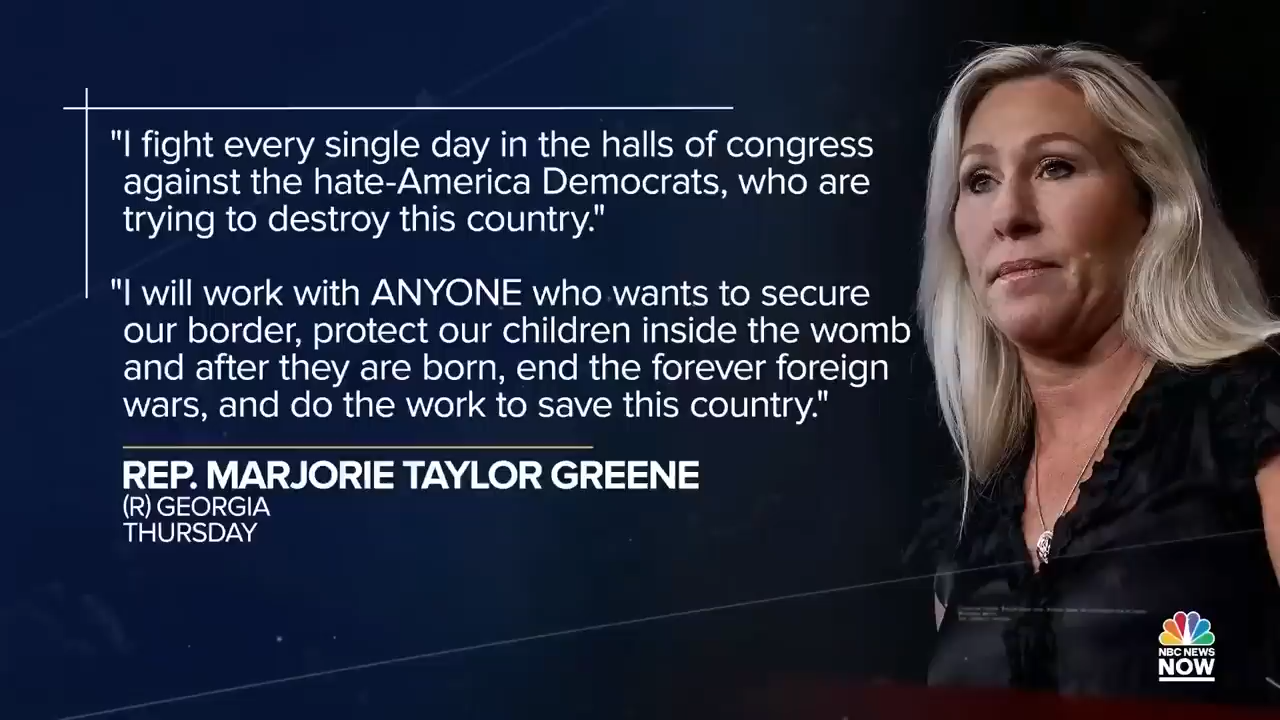 "I fight every single day in the halls of congress
against the hate-America Democrats, who are
trying to destroy this country."
"I will work with ANYONE who wants to secure
our border, protect our children inside the womb
and after they are born, end the forever foreign
wars, and do the work to save this country."
REP. MARJORIE TAYLOR GREENE
(R) GEORGIA
THURSDAY
NBC NEWS
NOW